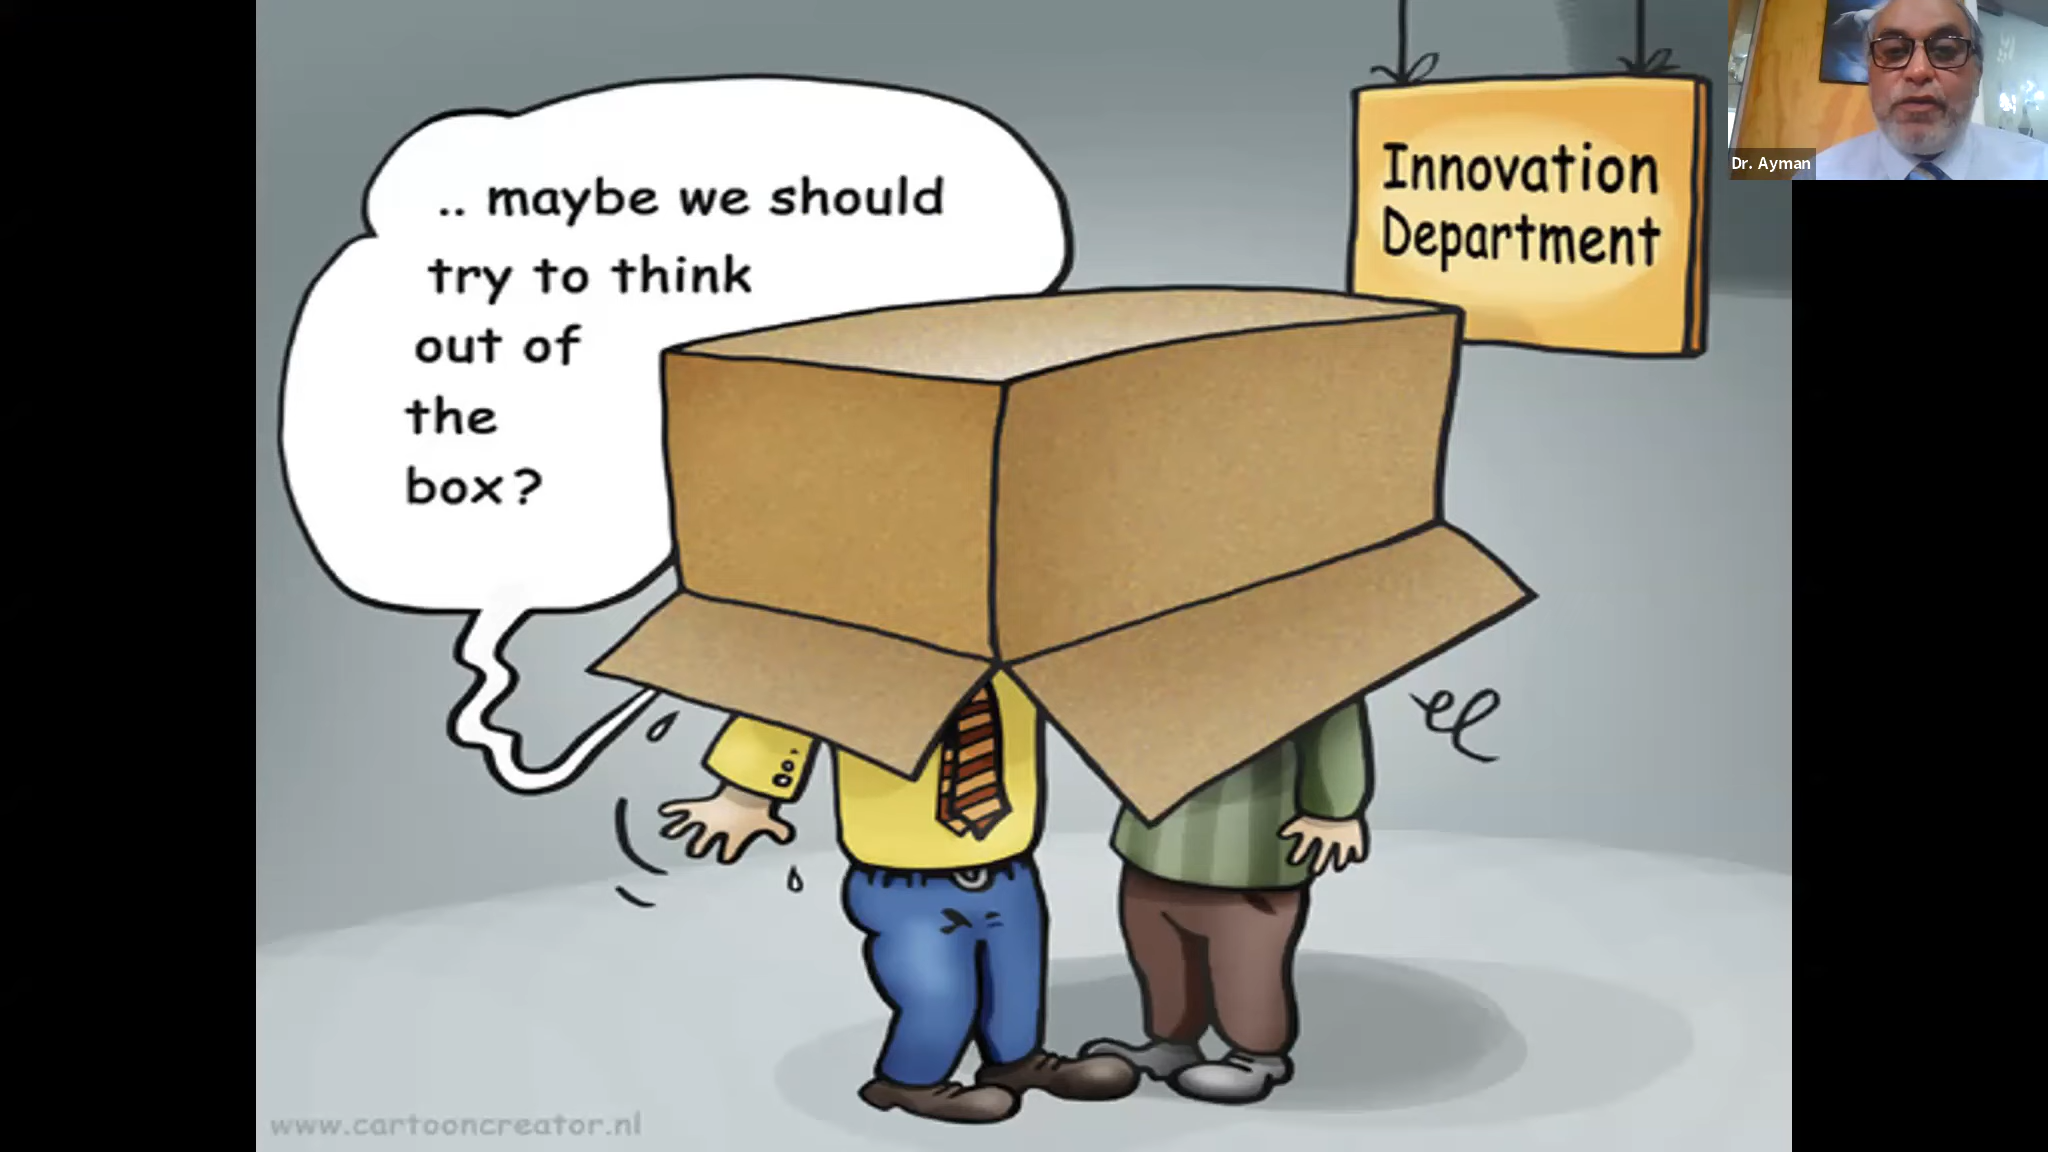 .. maybe we should
try to think
out of
the
box?
Innovation
Department
Dr. Ayman
www.cartooncreator.nl